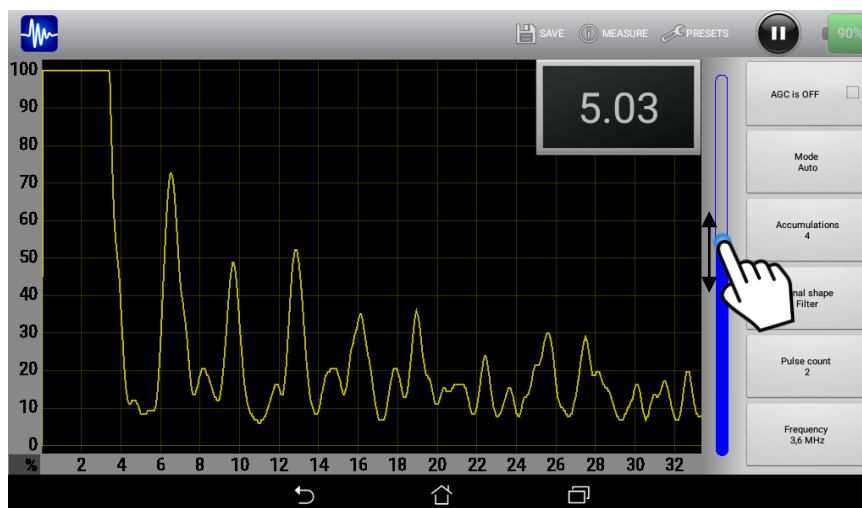 SAVE
MEASURE
PRESETS
90%
100
90
80
70
60
50
40
30
20
10
0
5.03
AGC is OFF
Mode
Auto
Accumulations
4
nal shape
Filter
Pulse count
2
Frequency
3,6 MHz
% 2 4 6 8 10 12 14 16 18 20 22 24 26 28 30 32